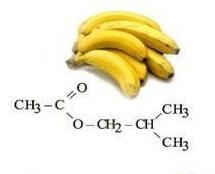 O
CH₃ – C
CH₃
O – CH₂ – CH
CH₃